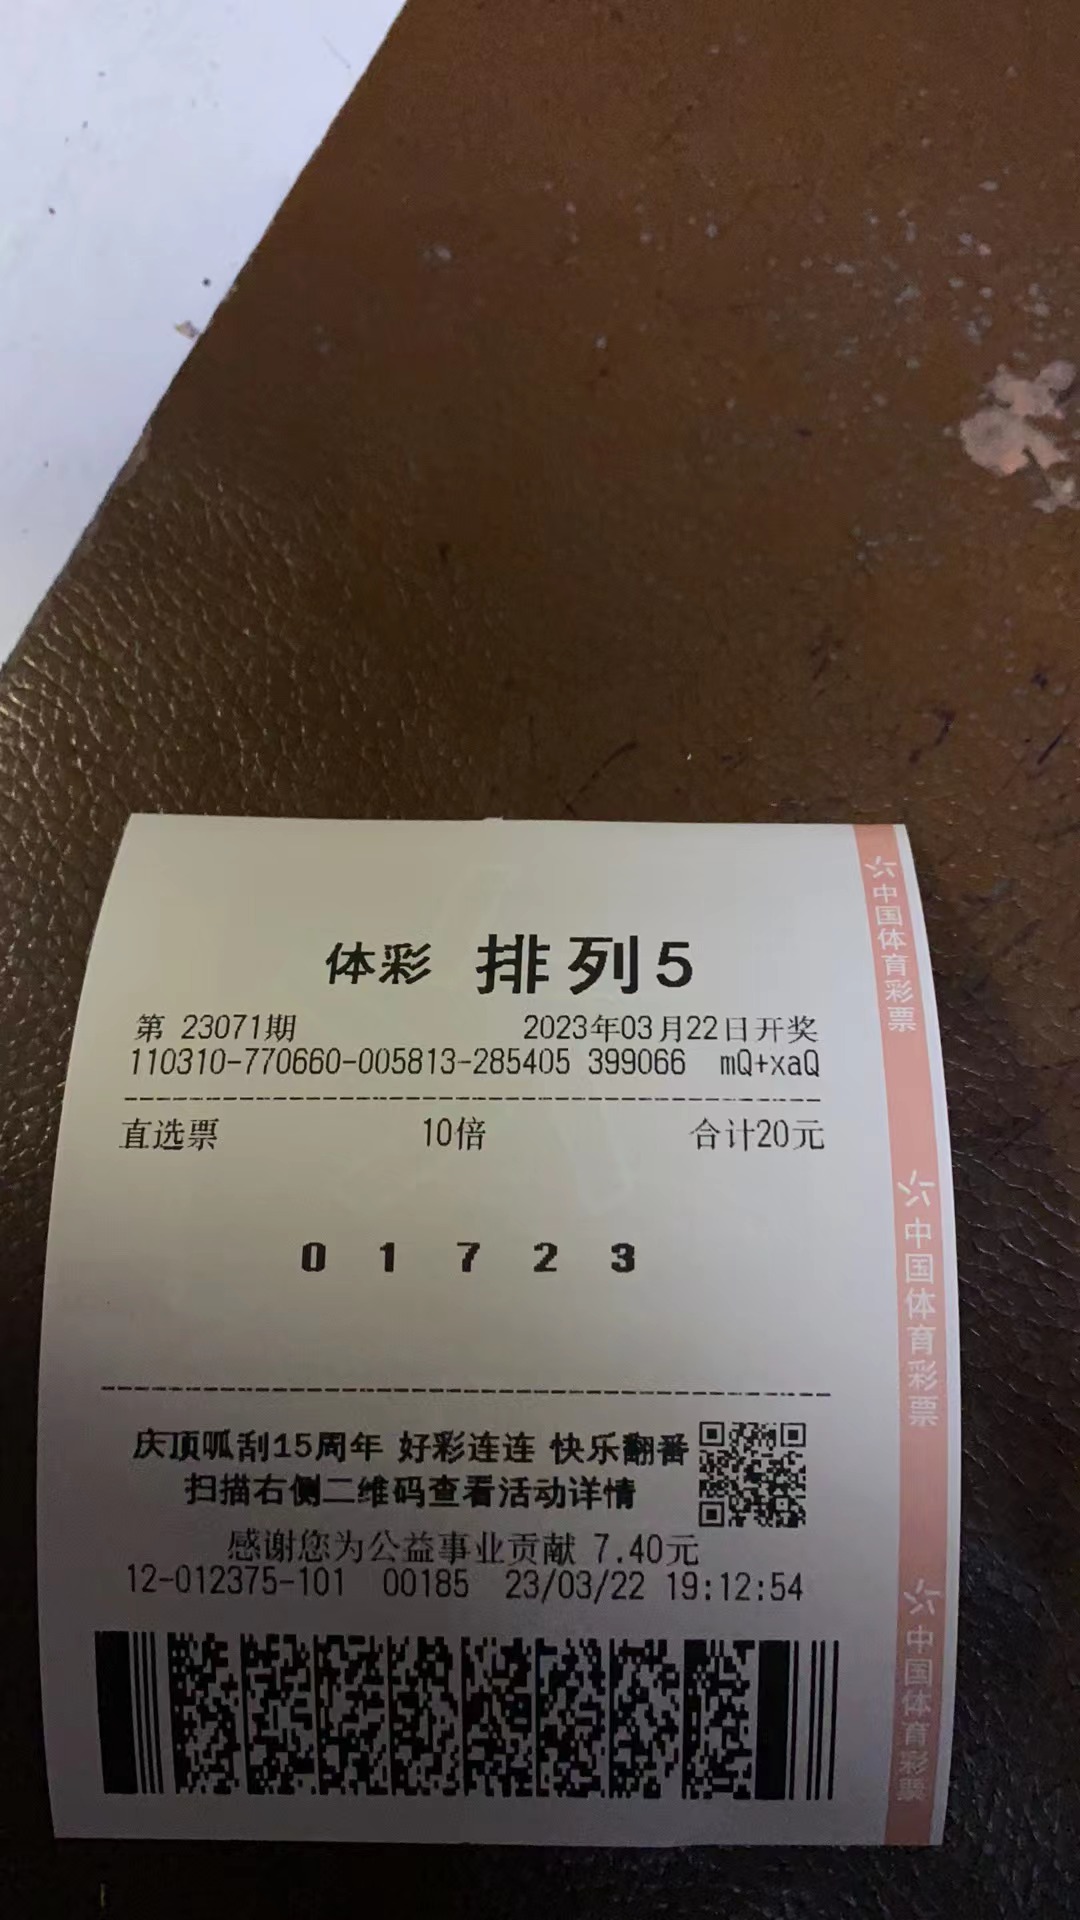 体彩 排列5
第 23071期 2023年03月22日开奖
110310-770660-005813-285405 399066 mQ+xaQ
直选票 10倍 合计20元
0 1 7 2 3
庆顶呱刮15周年 好彩连连 快乐翻番
扫描右侧二维码查看活动详情
感谢您为公益事业贡献 7.40元
12-012375-101 00185 23/03/22 19:12:54
中国体育彩票
中国体育彩票
中国体育彩票